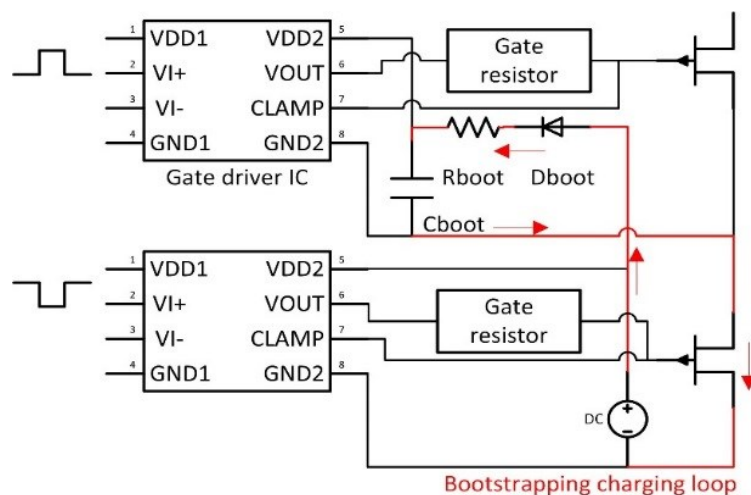 1 VDD1 VDD2 5
2 VI+ VOUT 6
3 VI- CLAMP 7
4 GND1 GND2 8
Gate driver IC
Gate
resistor
Rboot Dboot
Cboot
1 VDD1 VDD2 5
2 VI+ VOUT 6
3 VI- CLAMP 7
4 GND1 GND2 8
Gate
resistor
DC
Bootstrapping charging loop